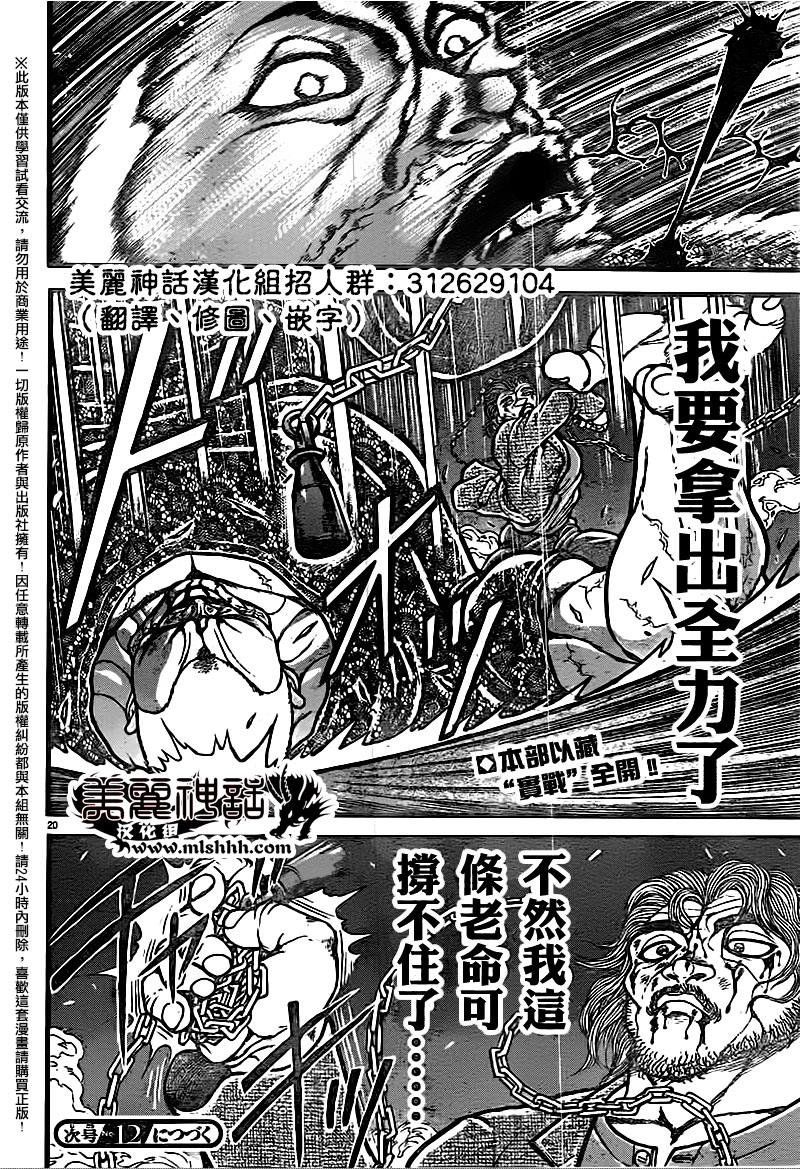 美麗神話漢化組招人群：312629104
（翻譯、修圖、嵌字）
我要拿出全力了
ドドオッ
本部以藏
“實戰”全開!!
美麗神話
汉化组
www.mlshhh.com
20
不然我這
條老命可
撐不住了……
次号No.12につづく
※此版本僅供學習試看交流，請勿用於商業用途！一切版權歸原作者與出版社擁有！因任意轉載所產生的版權糾紛都與本組無關！請24小時內刪除，喜歡這套漫畫請購買正版！